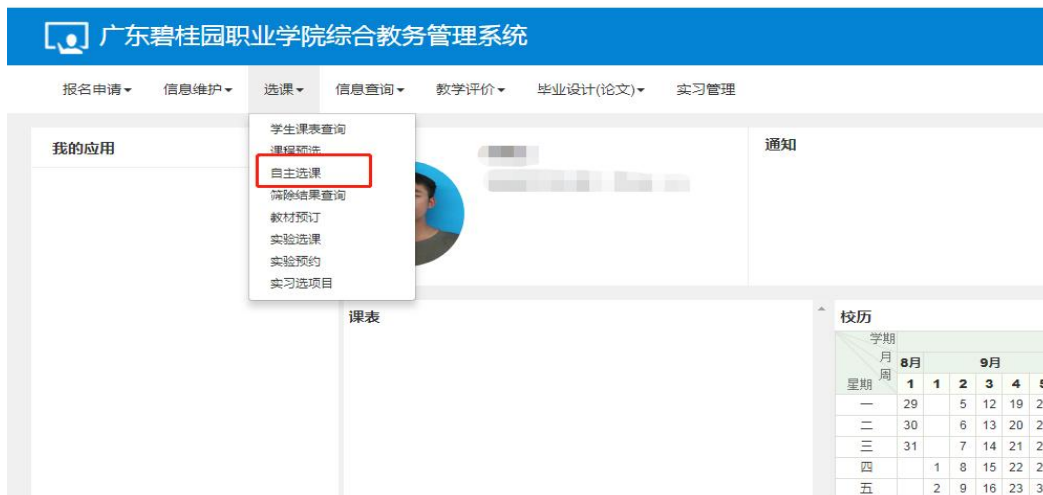 广东碧桂园职业学院综合教务管理系统
报名申请 信息维护 选课 信息查询 教学评价 毕业设计(论文) 实习管理
学生课表查询
课程预选
自主选课
筛除结果查询
教材预订
实验选课
实验预约
实习选项目
我的应用
通知
课表
校历
学期
月
周
星期
8月 9月
1 1 2 3 4
一 29 5 12 19
二 30 6 13 20
三 31 7 14 21
四 1 8 15 22
五 2 9 16 23